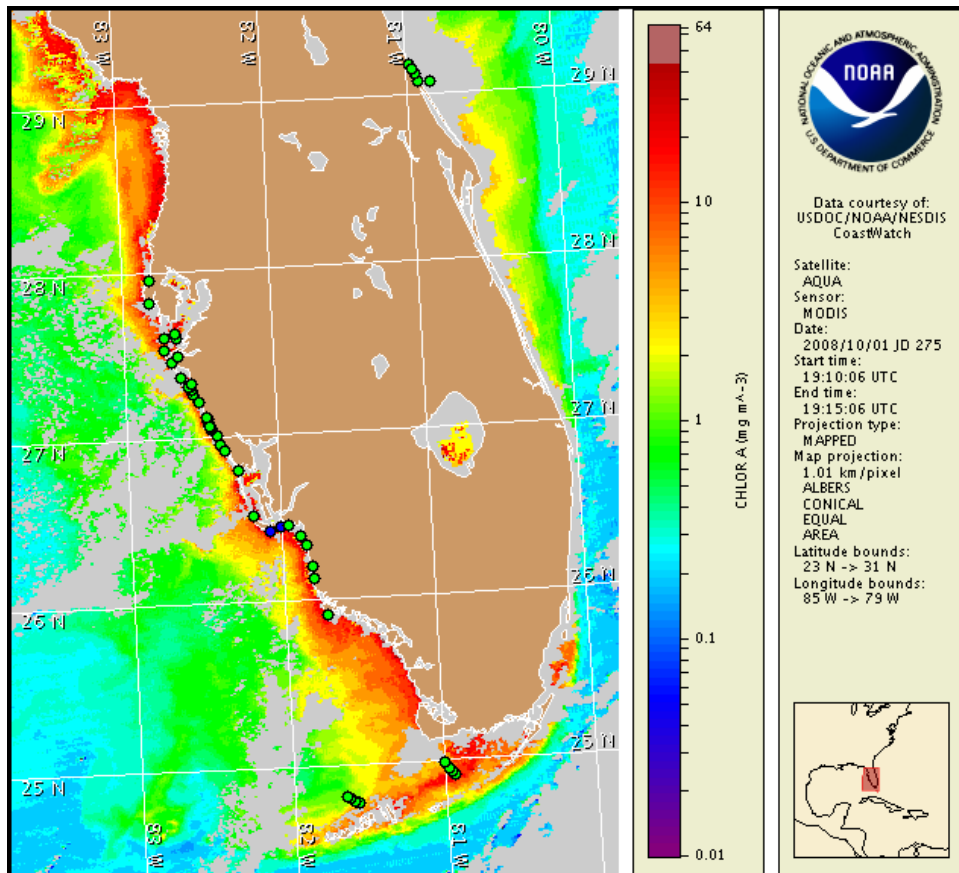 83
82
81
80
29 N
29 N
28 N
28 N
27 N
27 N
26 N
26 N
25 N
25 N
83
82
81
64
10
1
0.1
0.01
CHLOR A (mg m^-3)
NATIONAL OCEANIC AND ATMOSPHERIC ADMINISTRATION
NOAA
U.S. DEPARTMENT OF COMMERCE
Data courtesy of:
USDOC/NOAA/NESDIS
CoastWatch
Satellite:
AQUA
Sensor:
MODIS
Date:
2008/10/01 JD 275
Start time:
19:10:06 UTC
End time:
19:15:06 UTC
Projection type:
MAPPED
Map projection:
1.01 km/pixel
ALBERS
CONICAL
EQUAL
AREA
Latitude bounds:
23 N -> 31 N
Longitude bounds:
85 W -> 79 W